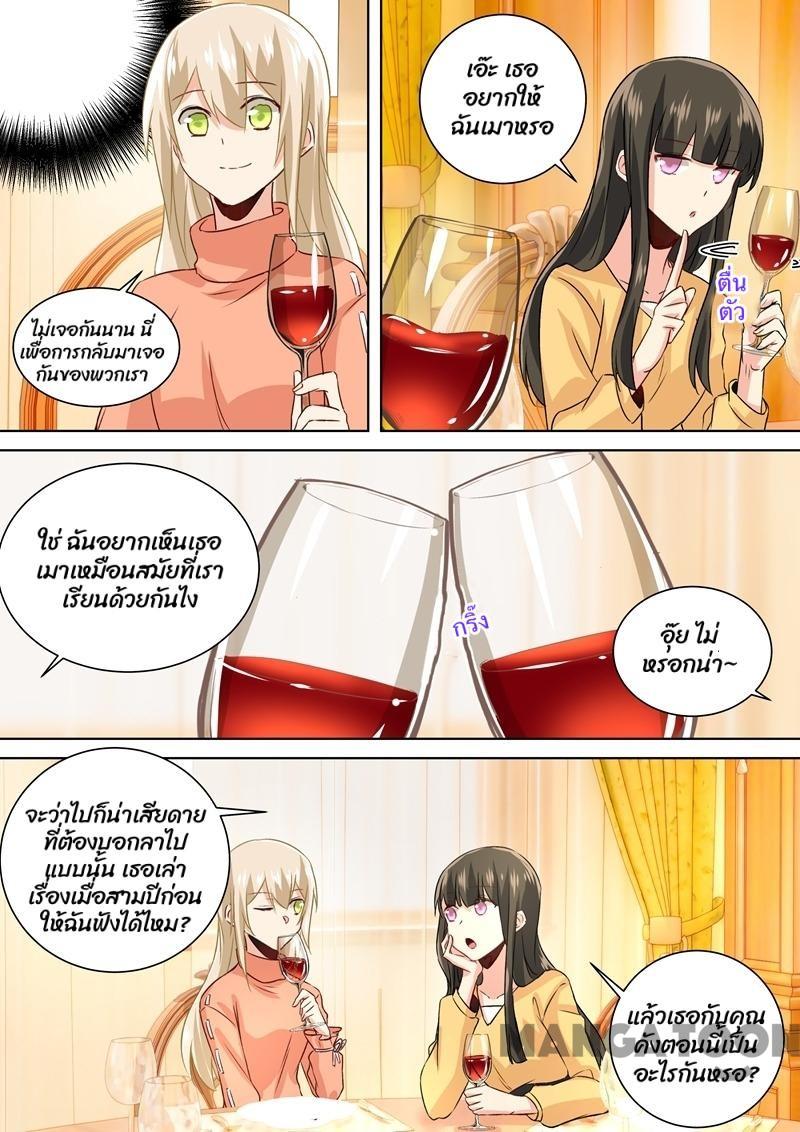 ไม่เจอกันนาน นี่
เพื่อการกลับมาเจอ
กันของพวกเรา
เอ๊ะ เธอ
อยากให้
ฉันเมาหรอ
ตื่น
ตัว
ใช่ ฉันอยากเห็นเธอ
เมาเหมือนสมัยที่เรา
เรียนด้วยกันไง
กริ๊ง
อุ๊ย ไม่
หรอกน่า~
จะว่าไปก็น่าเสียดาย
ที่ต้องบอกลาไป
แบบนั้น เธอเล่า
เรื่องเมื่อสามปีก่อน
ให้ฉันฟังได้ไหม?
แล้วเธอกับคุณ
คังตอนนี้เป็น
อะไรกันหรอ?
MANGATOON